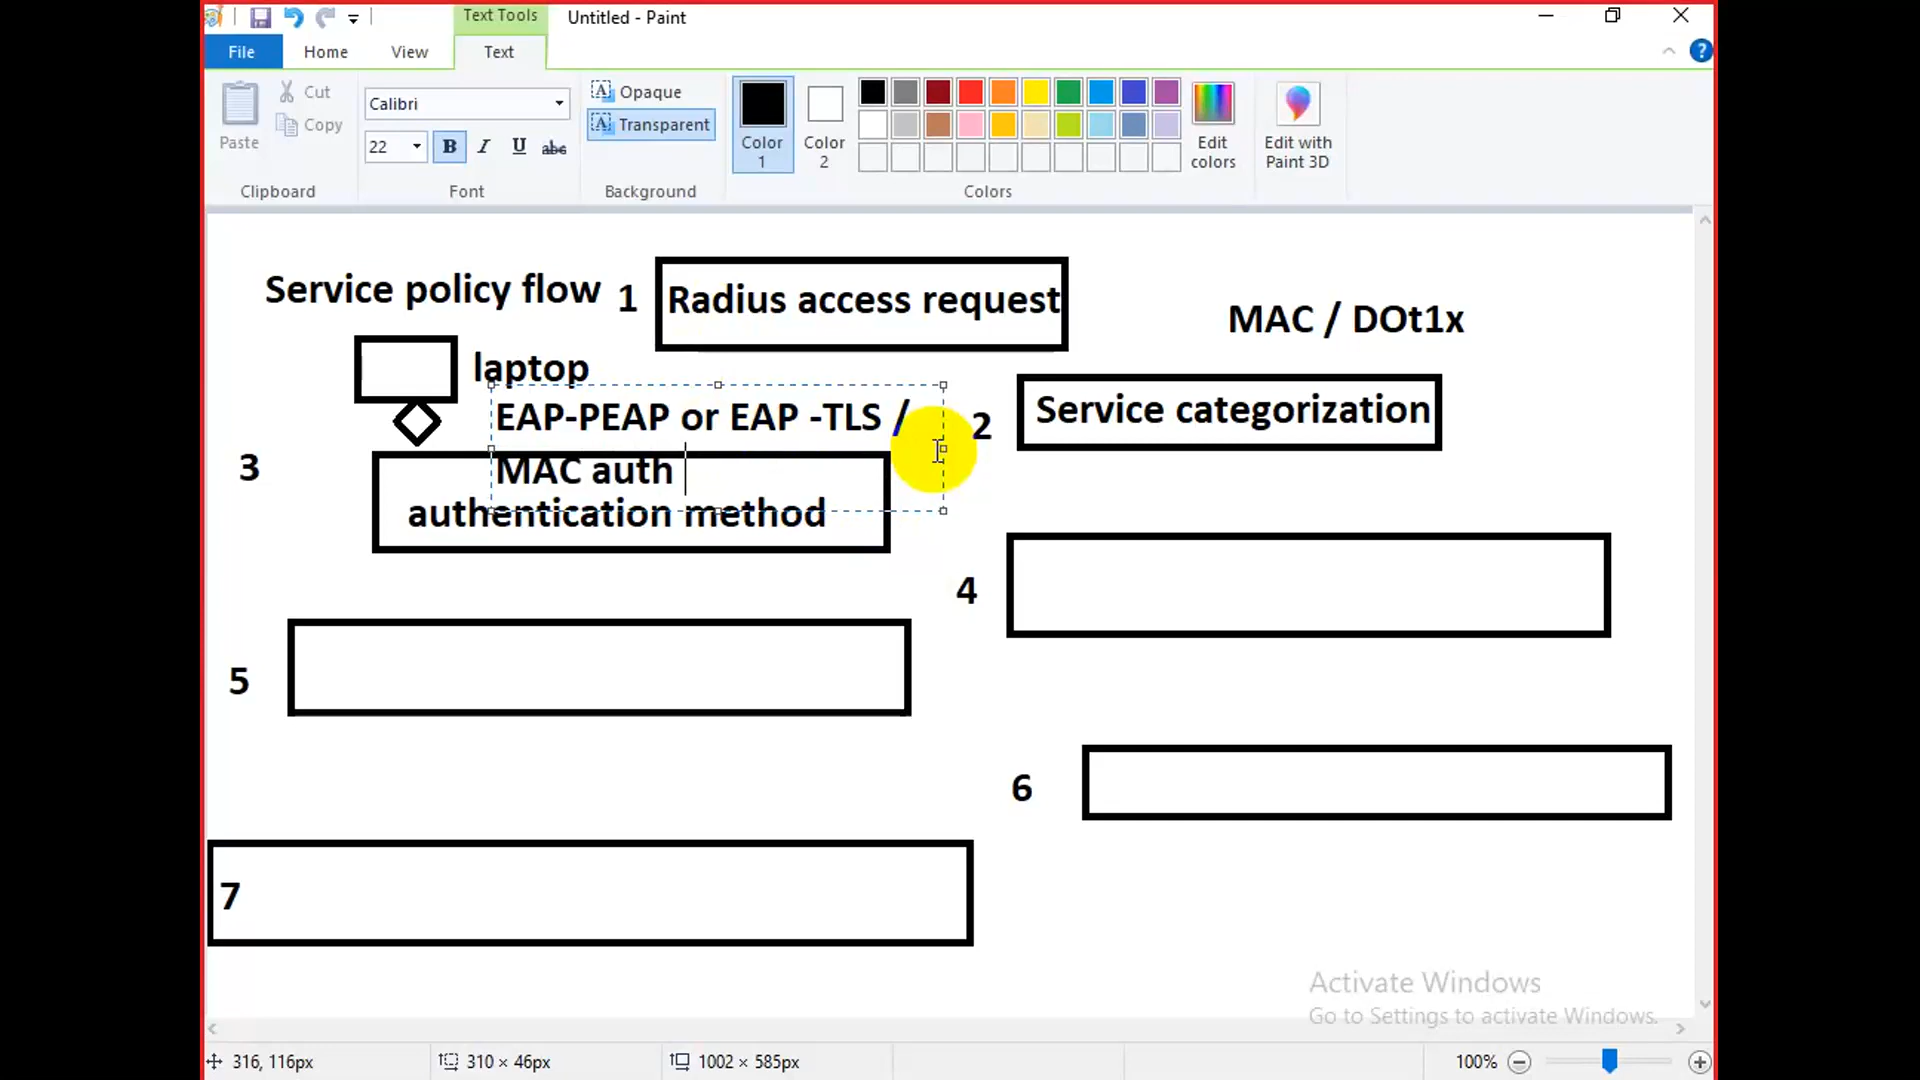 Text Tools
Untitled - Paint
File
Home
View
Text
Paste
Cut
Copy
Clipboard
Calibri
22
B I U abc
Font
A Opaque
A Transparent
Background
Color 1
Color 2
Colors
Edit colors
Edit with Paint 3D
Service policy flow
1
Radius access request
MAC / DOt1x
laptop
EAP-PEAP or EAP -TLS /
MAC auth
2
Service categorization
3
authentication method
4
5
6
7
Activate Windows
Go to Settings to activate Windows.
316, 116px
310 × 46px
1002 × 585px
100%